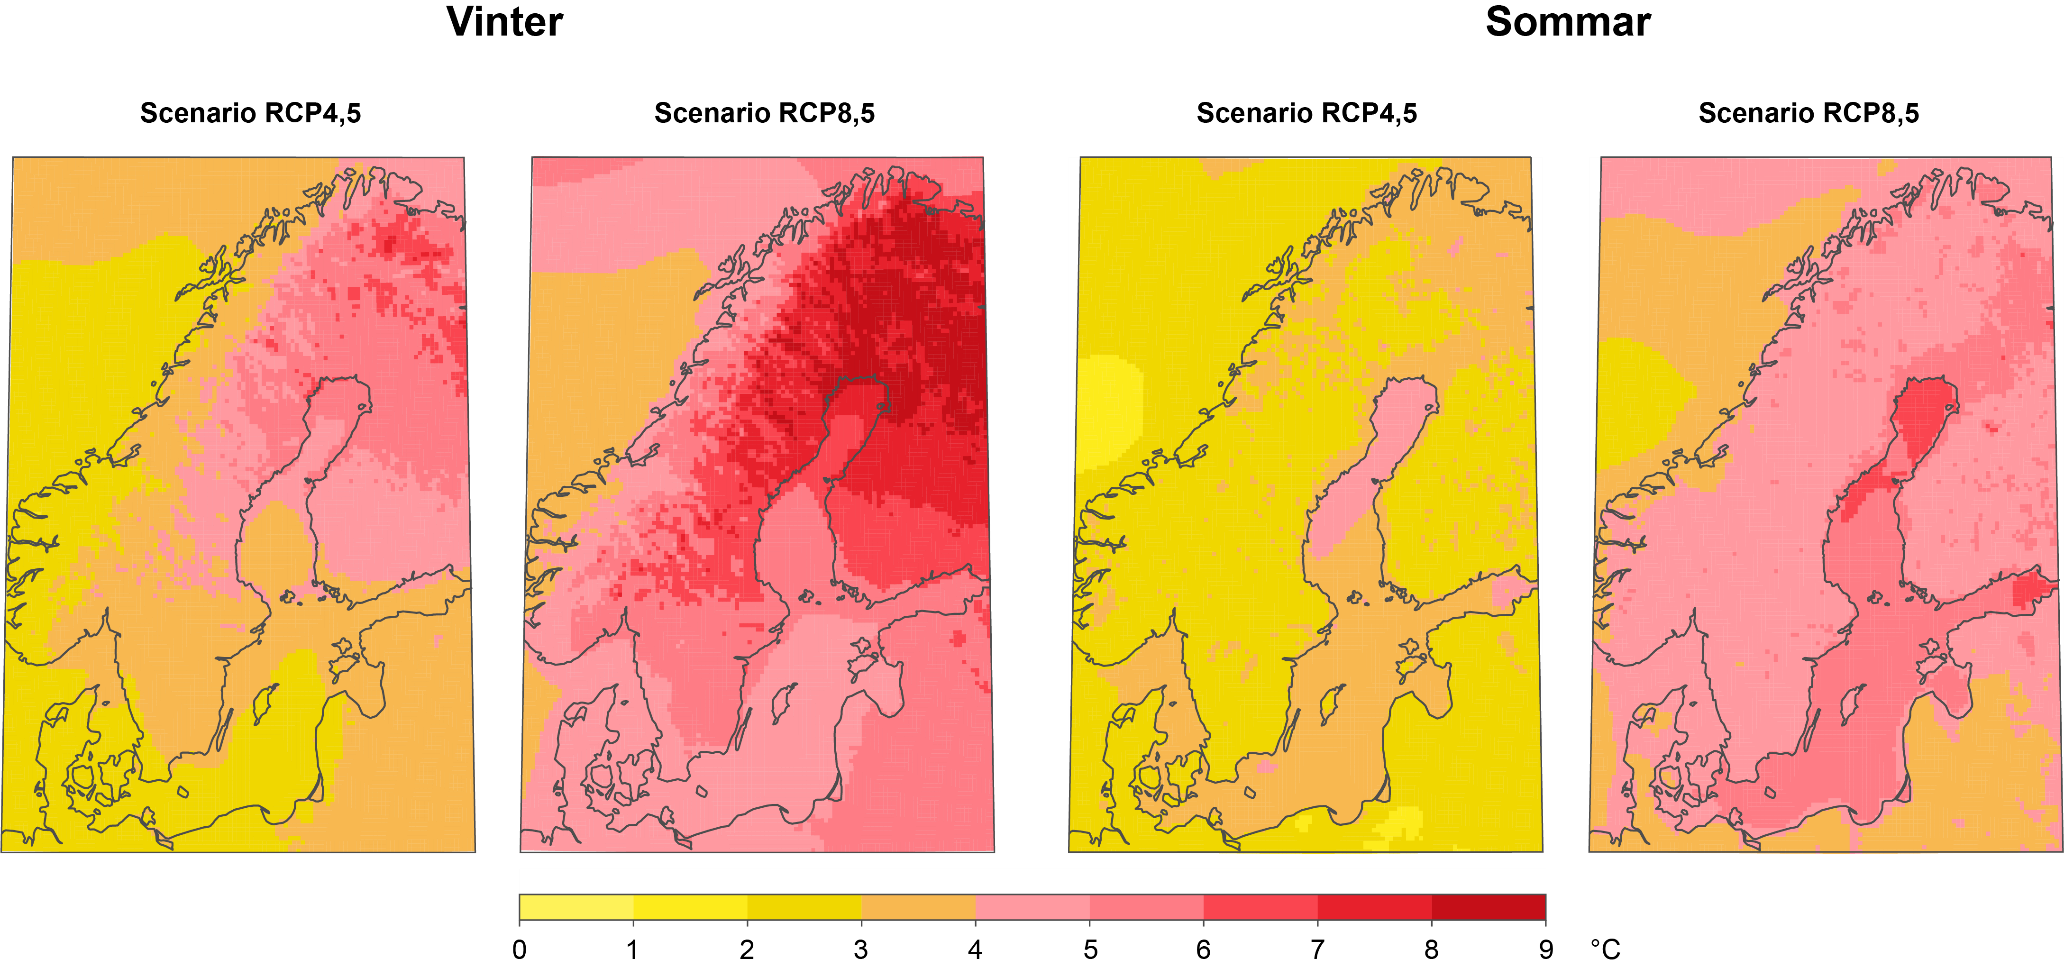 Vinter
Sommar
Scenario RCP4,5
Scenario RCP8,5
Scenario RCP4,5
Scenario RCP8,5
0 1 2 3 4 5 6 7 8 9 °C